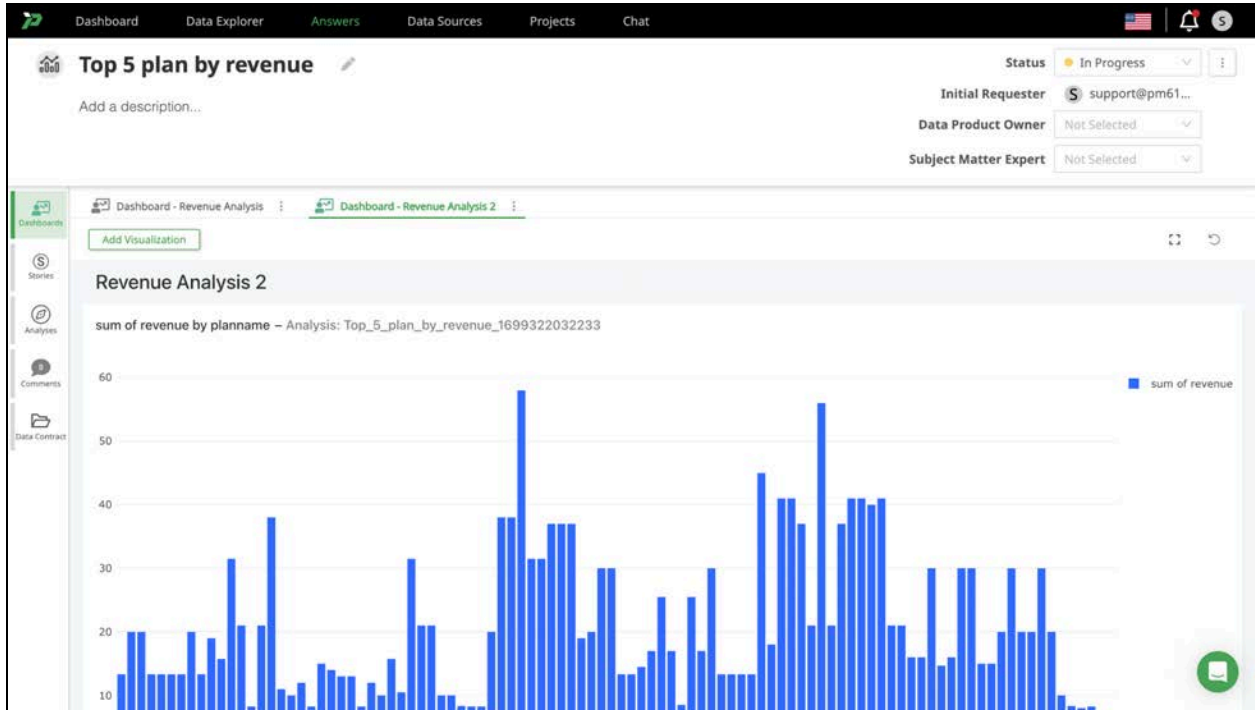 Dashboard Data Explorer Answers Data Sources Projects Chat S
Top 5 plan by revenue
Add a description...
Status In Progress
Initial Requester S support@pm61...
Data Product Owner Not Selected
Subject Matter Expert Not Selected
Dashboards
Stories
Analyses
Comments
Data Contract
Dashboard - Revenue Analysis Dashboard - Revenue Analysis 2
Add Visualization
Revenue Analysis 2
sum of revenue by planname – Analysis: Top_5_plan_by_revenue_1699322032233
sum of revenue
60
50
40
30
20
10